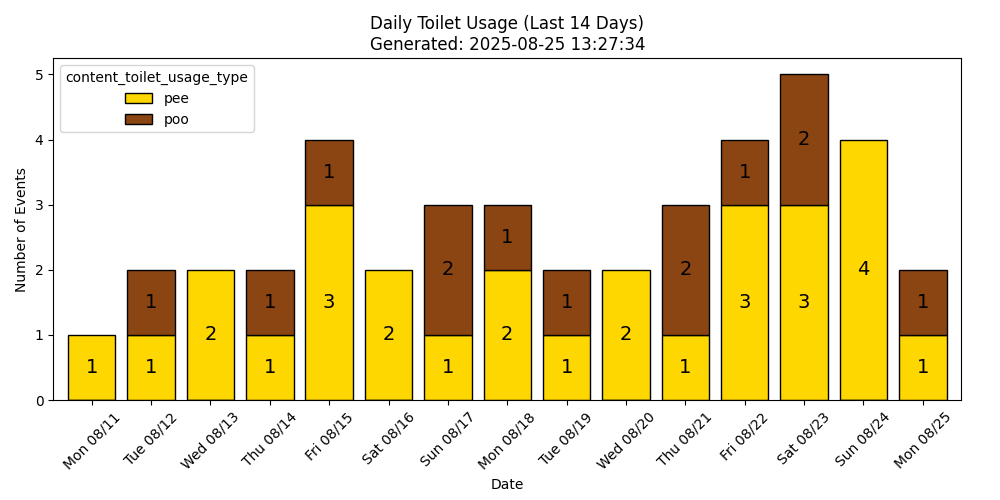 Daily Toilet Usage (Last 14 Days)
Generated: 2025-08-25 13:27:34
content_toilet_usage_type
pee
poo
Number of Events
5
4
3
2
1
0
1
1
1
2
1
1
3
1
2
1
2
2
1
1
1
2
1
2
3
1
3
2
4
1
1
Mon 08/11
Tue 08/12
Wed 08/13
Thu 08/14
Fri 08/15
Sat 08/16
Sun 08/17
Mon 08/18
Tue 08/19
Wed 08/20
Thu 08/21
Fri 08/22
Sat 08/23
Sun 08/24
Mon 08/25
Date